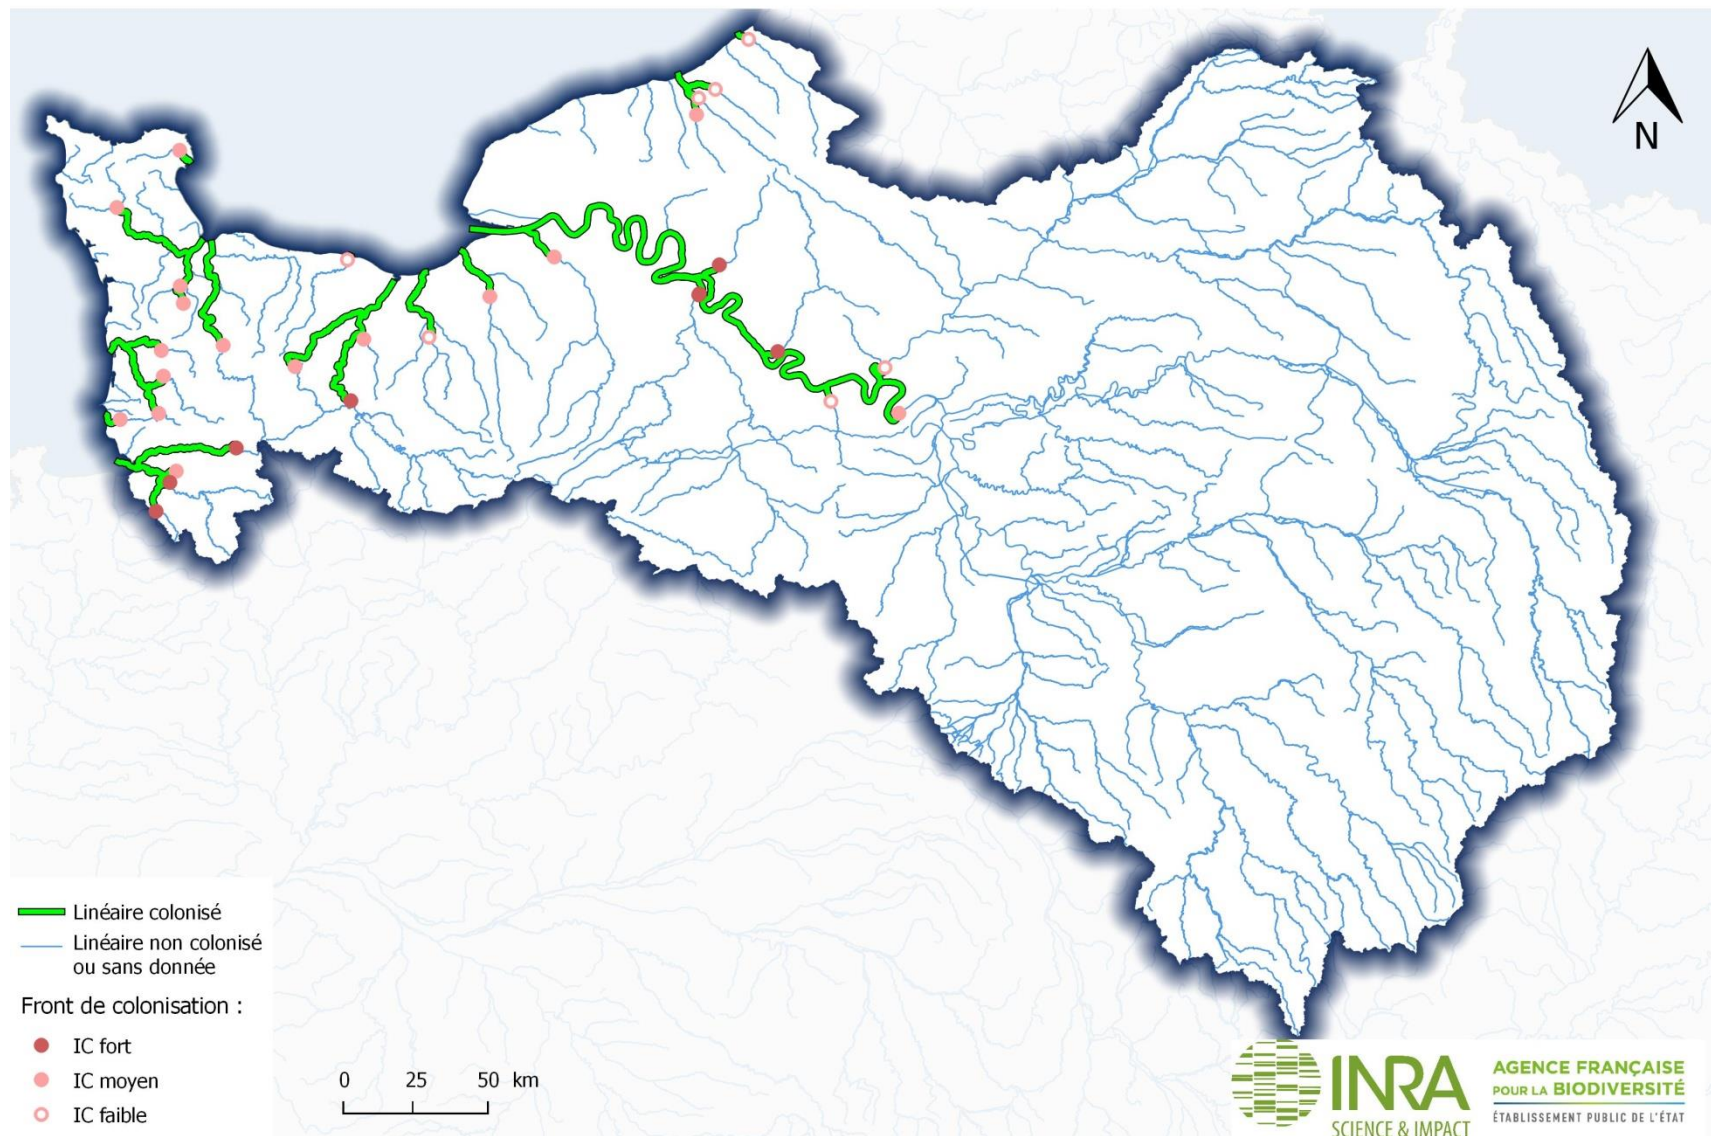 N
Linéaire colonisé
Linéaire non colonisé
ou sans donnée
Front de colonisation :
IC fort
IC moyen
IC faible
0 25 50 km
INRA
SCIENCE & IMPACT
AGENCE FRANÇAISE
POUR LA BIODIVERSITÉ
ÉTABLISSEMENT PUBLIC DE L'ÉTAT